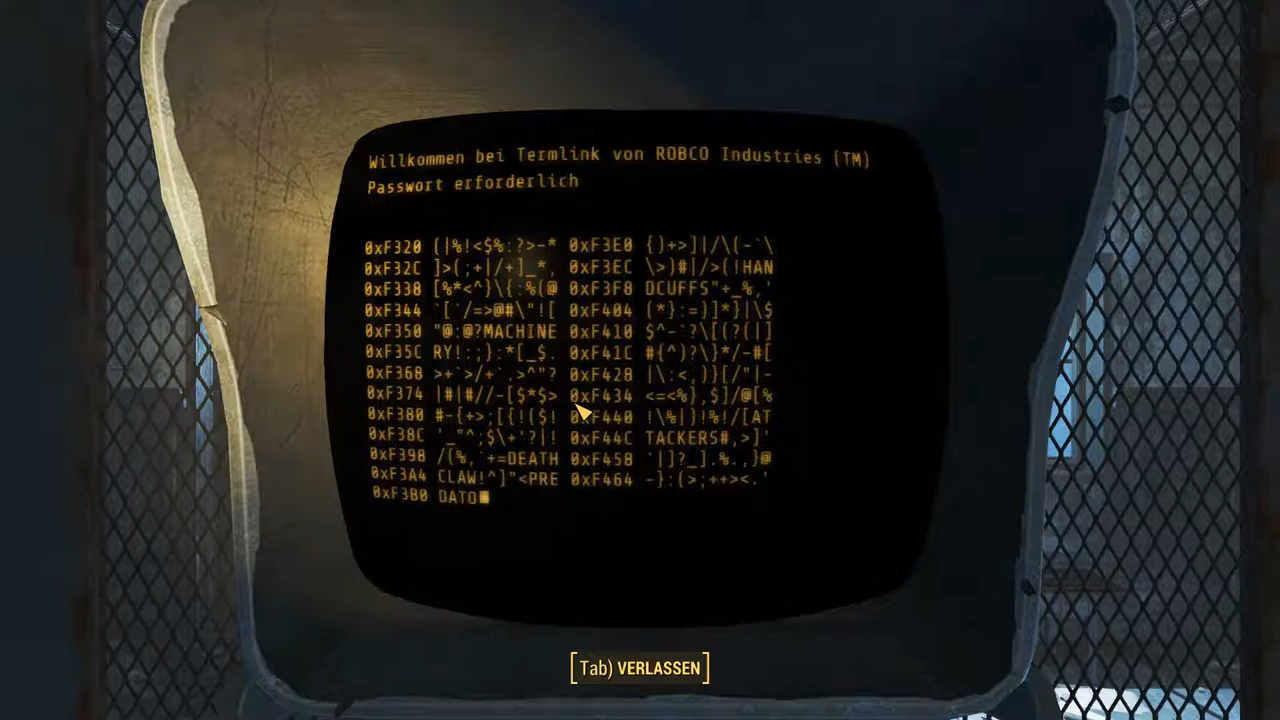 Willkommen bei Termlink von ROBCO Industries (TM)
Passwort erforderlich
0xF320 (|%!<$%:?>-* 0xF3E0 {)+>]|/\(-`\
0xF32C ]>(;+|/+]_*, 0xF3EC \>)#|/>(!HAN
0xF338 [%*<^}\{:%(@ 0xF3F8 DCUFFS"+_%,'
0xF344 `[`/=>@#\"![ 0xF404 (*}:=)]*}|\$
0xF350 "@:@?MACHINE 0xF410 $^-`?\[(?(|]
0xF35C RY!:;}:*[_$. 0xF41C #{^)?\}*/-#[
0xF368 >+`>/+`.>^"? 0xF428 |\:<,)}[/"|-
0xF374 |#|#//-[$*$> 0xF434 <=<%},$]/@[%
0xF380 #-{+>;[{!($! 0xF440 !\%|)!%!/[AT
0xF38C '_"^;$\+'?|! 0xF44C TACKERS#,>]'
0xF398 /(%,`+=DEATH 0xF458 `|]?_].%.,}@
0xF3A4 CLAW!^]"<PRE 0xF464 -}:(>;++><.'
0xF3B0 DATO
Tab) VERLASSEN